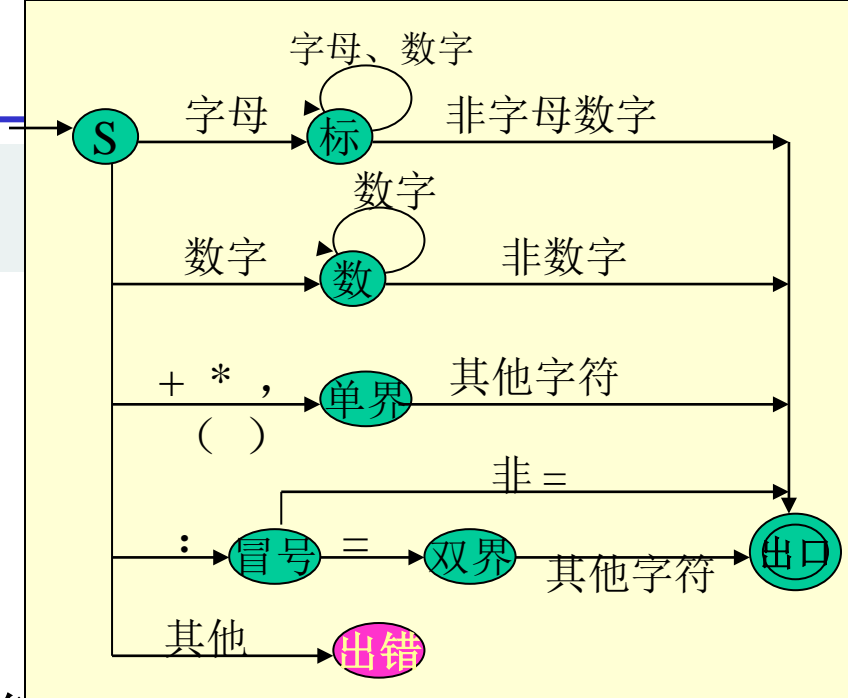 字母、数字
S
字母
标
非字母数字
数字
数字
数
非数字
+ * ，
（ ）
单界
其他字符
非 =
：
冒号
=
双界
其他字符
出口
其他
出错